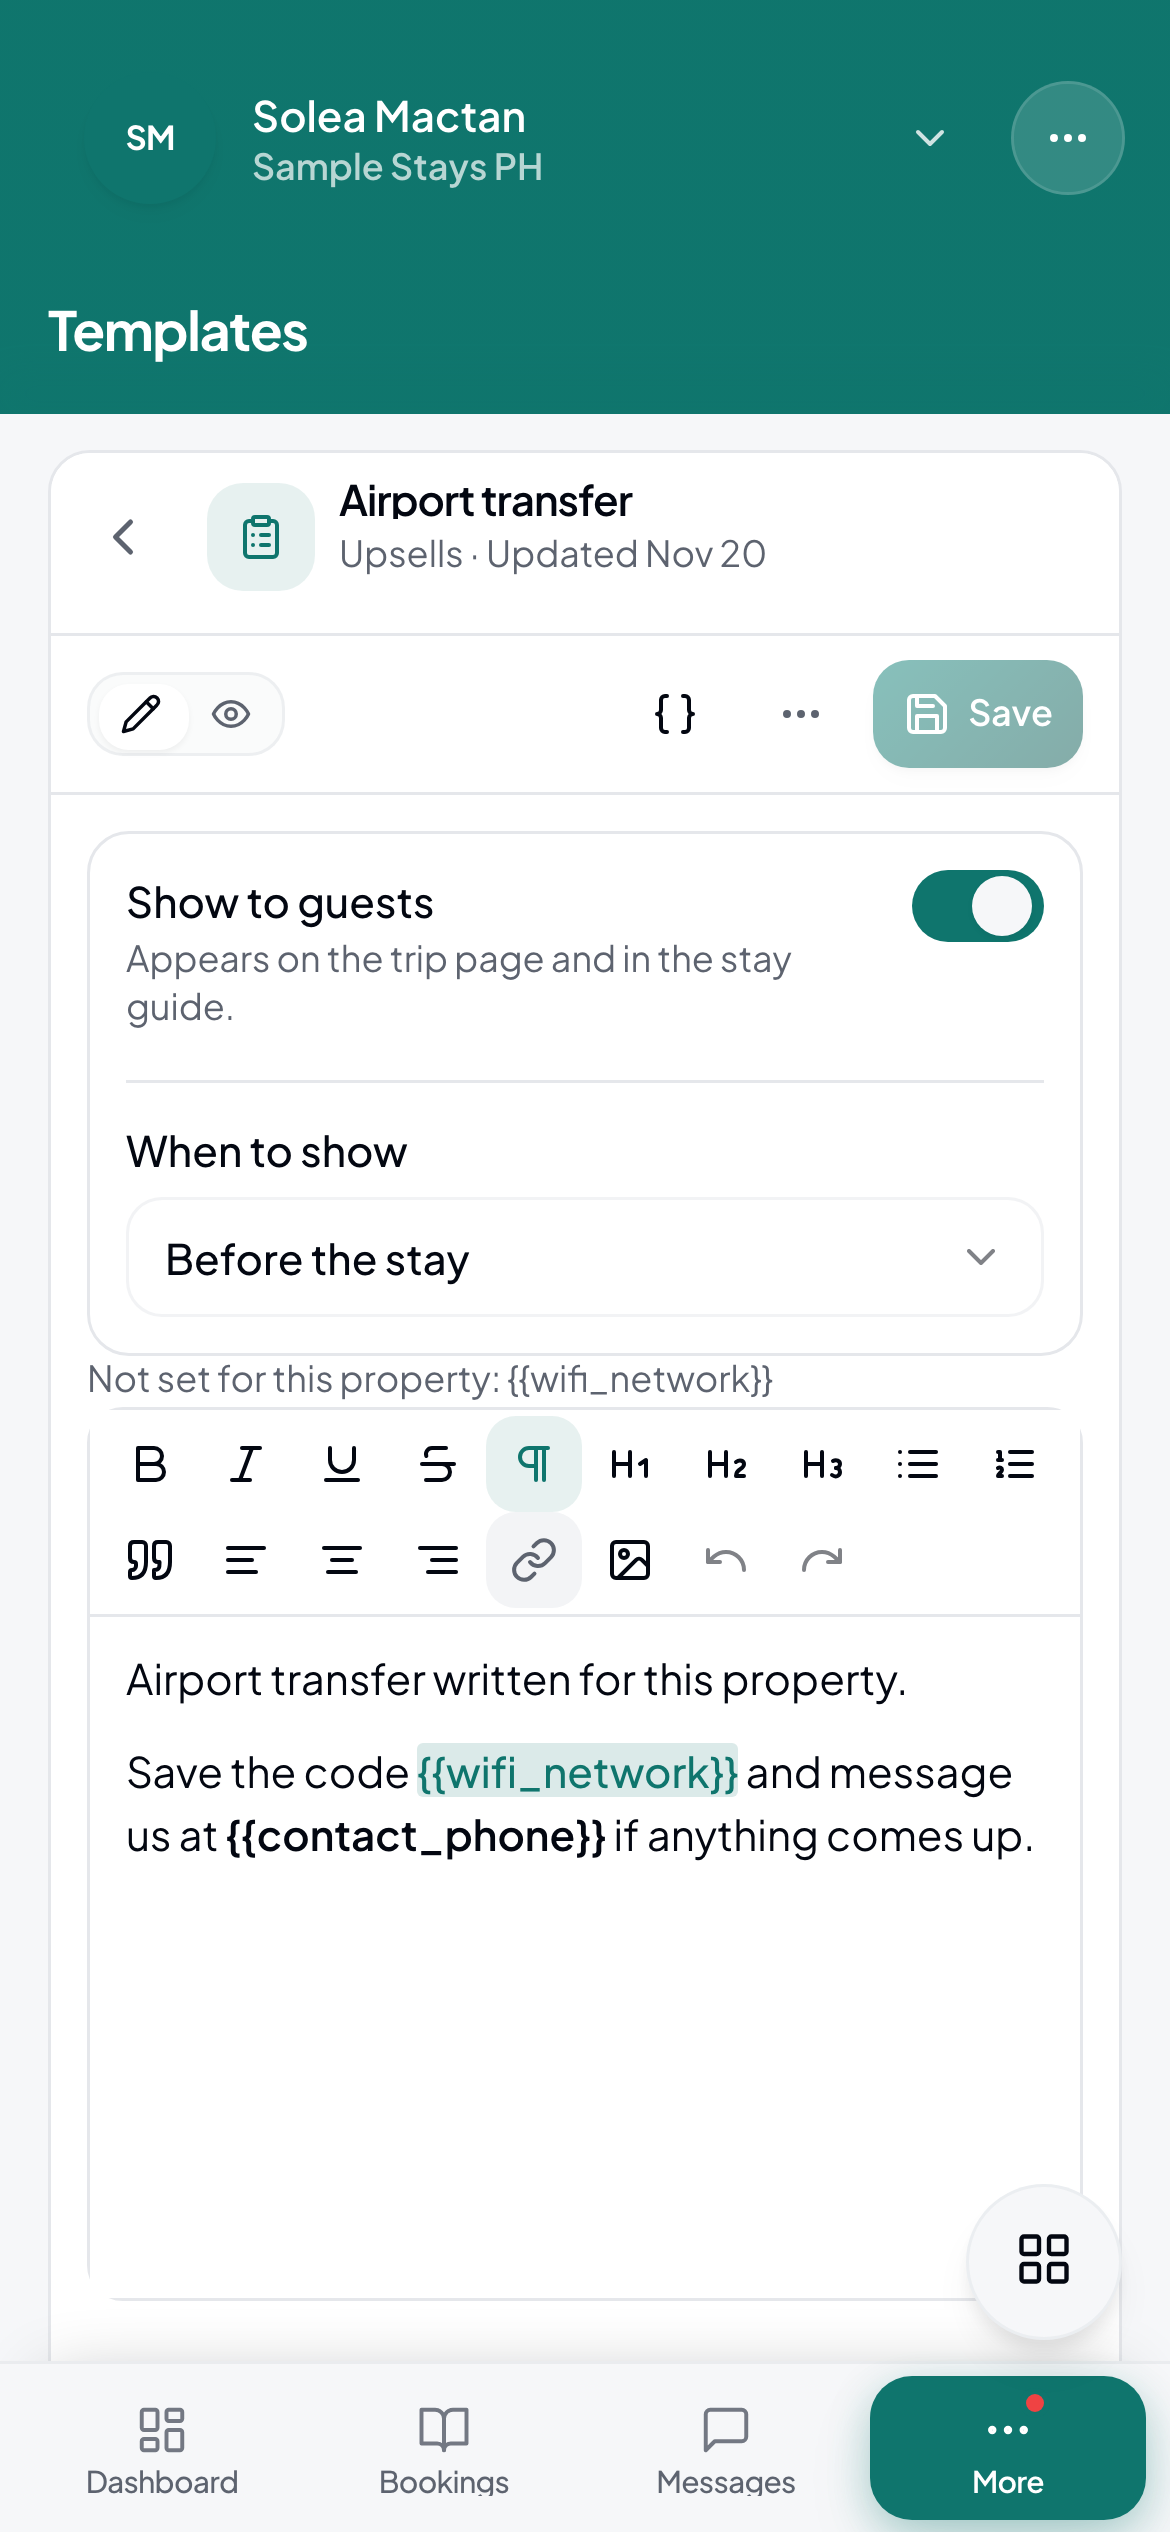 SM
Solea Mactan
Sample Stays PH
Templates
Airport transfer
Upsells · Updated Nov 20
{ }
Save
Show to guests
Appears on the trip page and in the stay
guide.
When to show
Before the stay
Not set for this property: {{wifi_network}}
B I U S ¶ H1 H2 H3
Airport transfer written for this property.
Save the code {{wifi_network}} and message
us at {{contact_phone}} if anything comes up.
Dashboard
Bookings
Messages
More